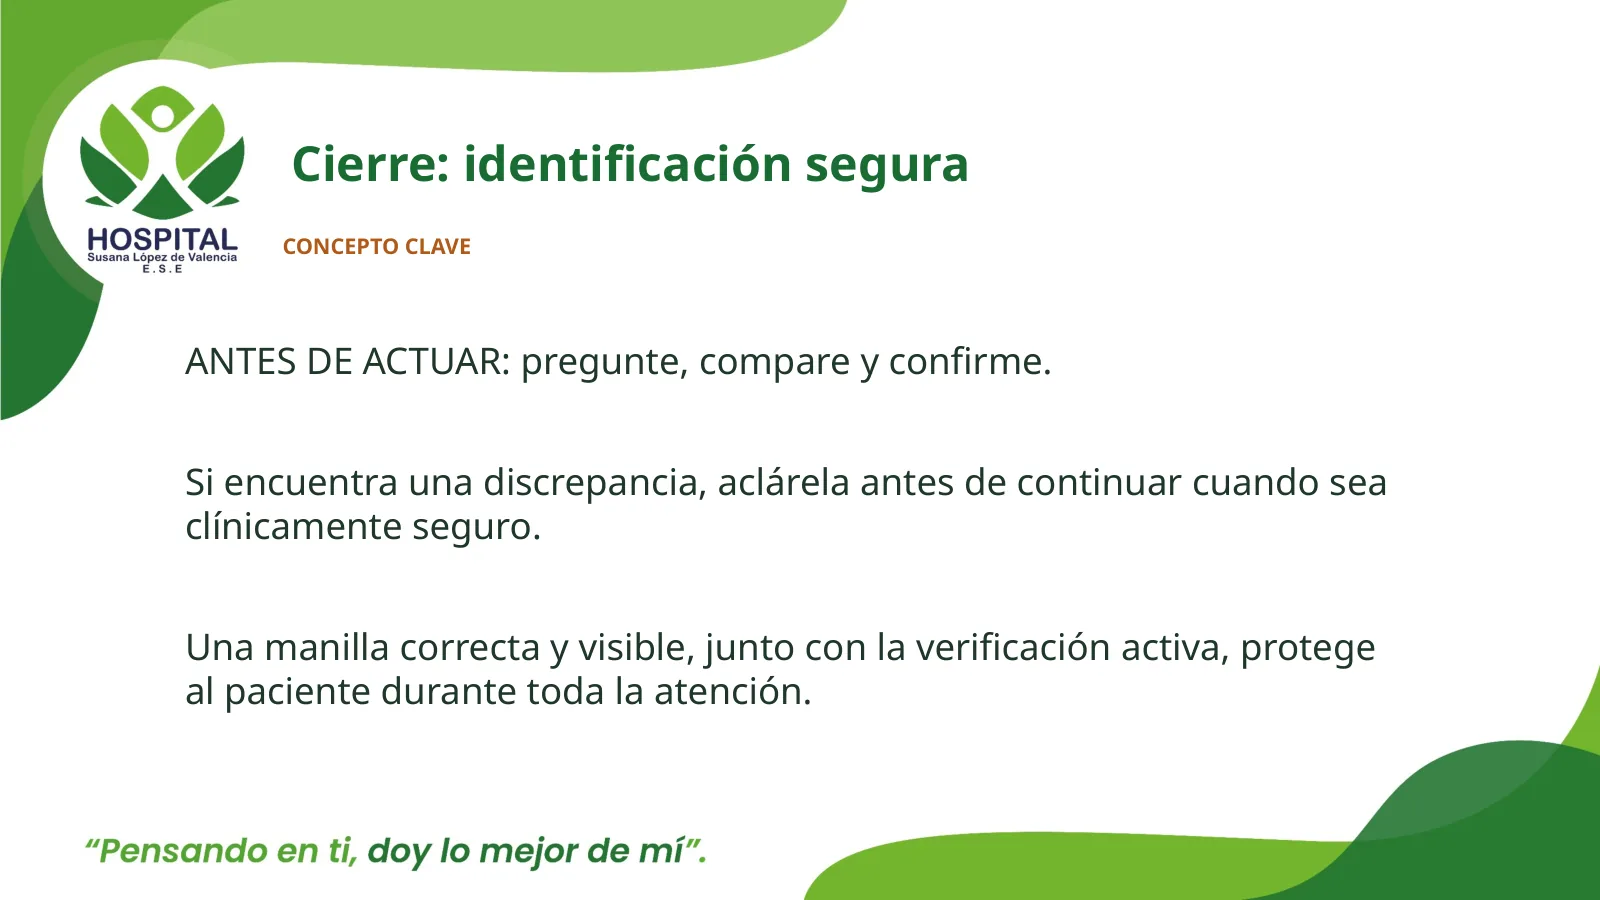 Cierre: identificación segura
HOSPITAL
Susana López de Valencia
E.S.E
CONCEPTO CLAVE
ANTES DE ACTUAR: pregunte, compare y confirme.
Si encuentra una discrepancia, aclárela antes de continuar cuando sea
clínicamente seguro.
Una manilla correcta y visible, junto con la verificación activa, protege
al paciente durante toda la atención.
“Pensando en ti, doy lo mejor de mí”.